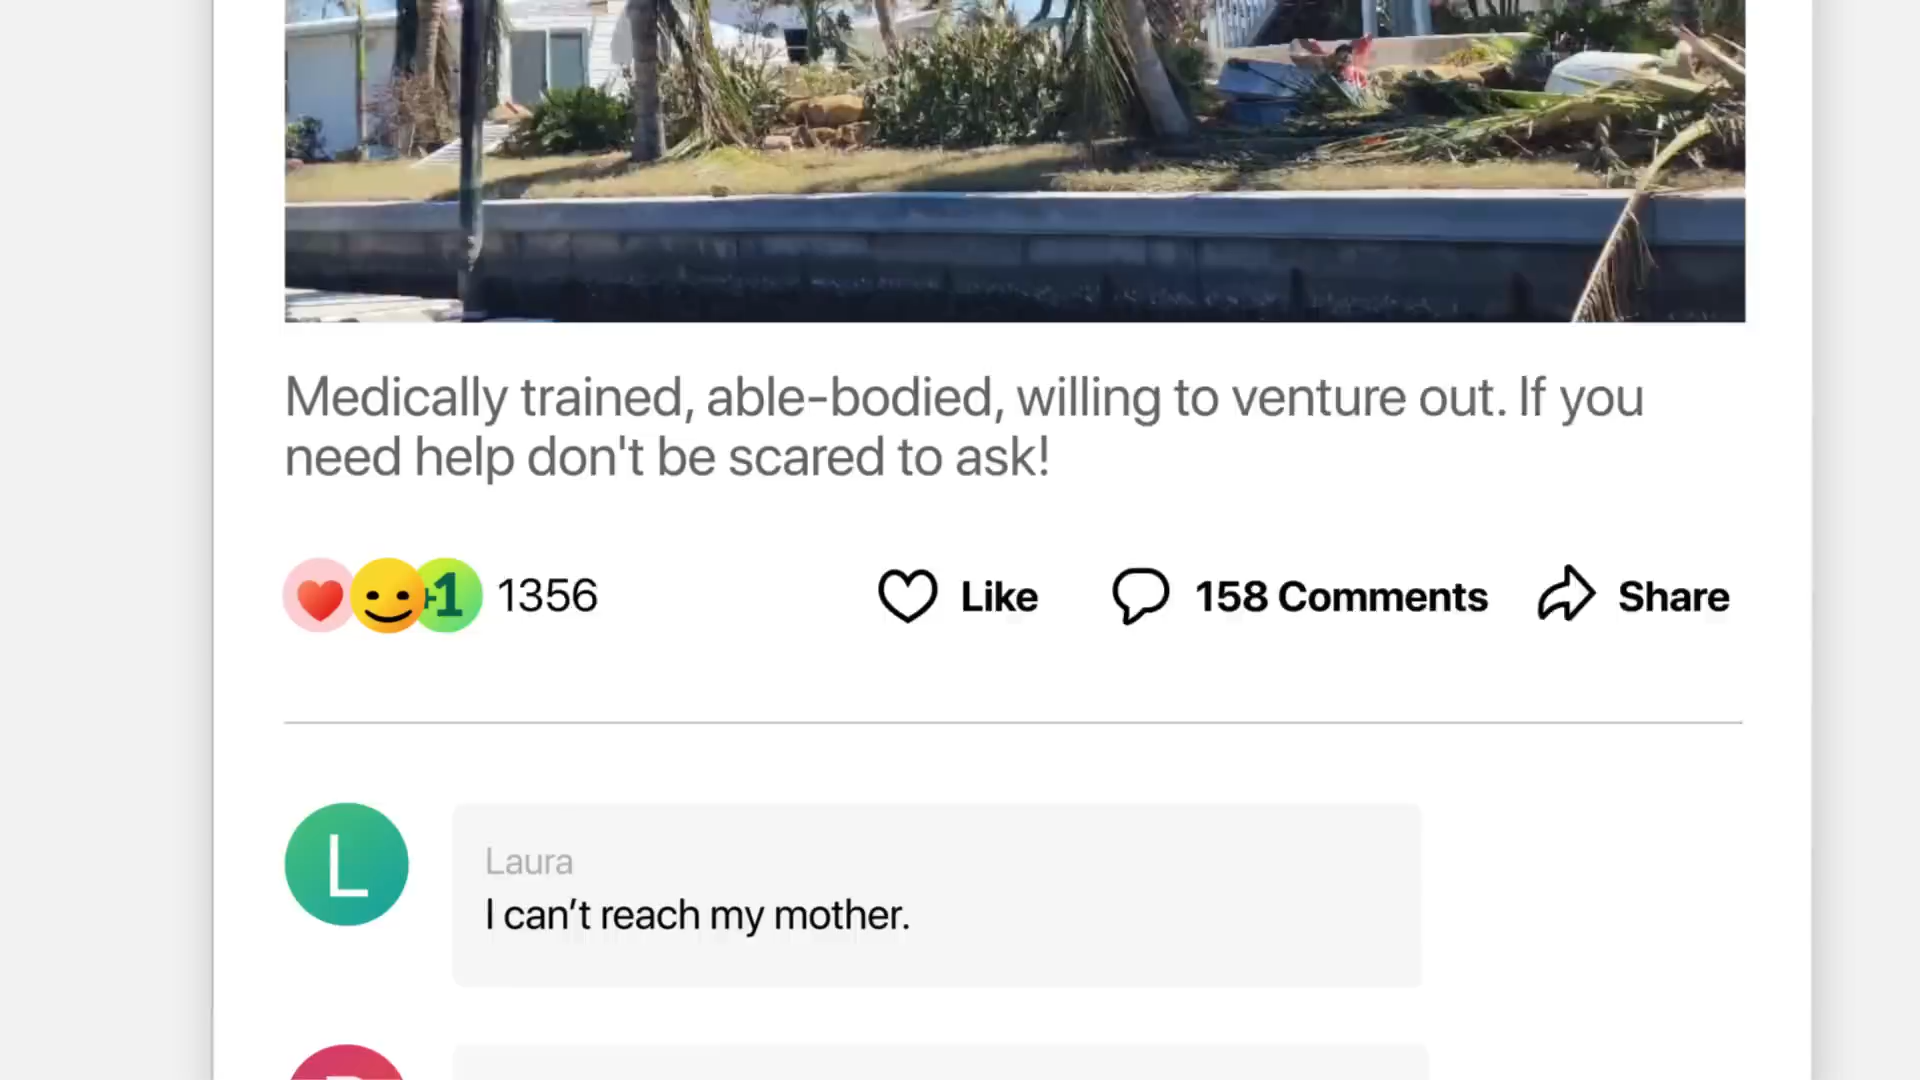 Medically trained, able-bodied, willing to venture out. If you
need help don't be scared to ask!
+1 1356 Like 158 Comments Share
L
Laura
I can’t reach my mother.